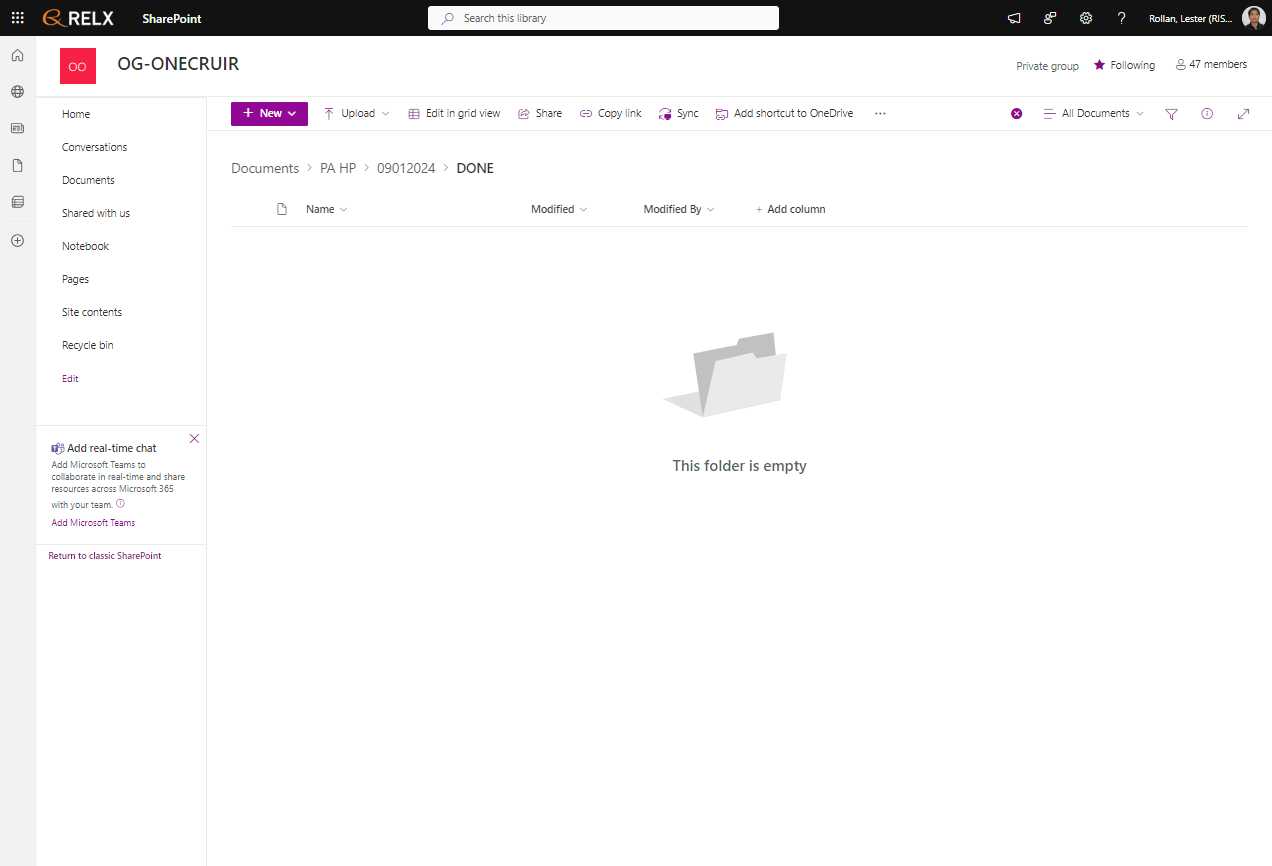 RELX
SharePoint
Search this library
?
Rollan, Lester (RIS...
OO
OG-ONECRUIR
Private group
Following
47 members
Home
Conversations
Documents
Shared with us
Notebook
Pages
Site contents
Recycle bin
Edit
+ New
Upload
Edit in grid view
Share
Copy link
Sync
Add shortcut to OneDrive
...
All Documents
Documents > PA HP > 09012024 > DONE
Name
Modified
Modified By
+ Add column
This folder is empty
Add real-time chat
Add Microsoft Teams to
collaborate in real-time and share
resources across Microsoft 365
with your team.
Add Microsoft Teams
Return to classic SharePoint